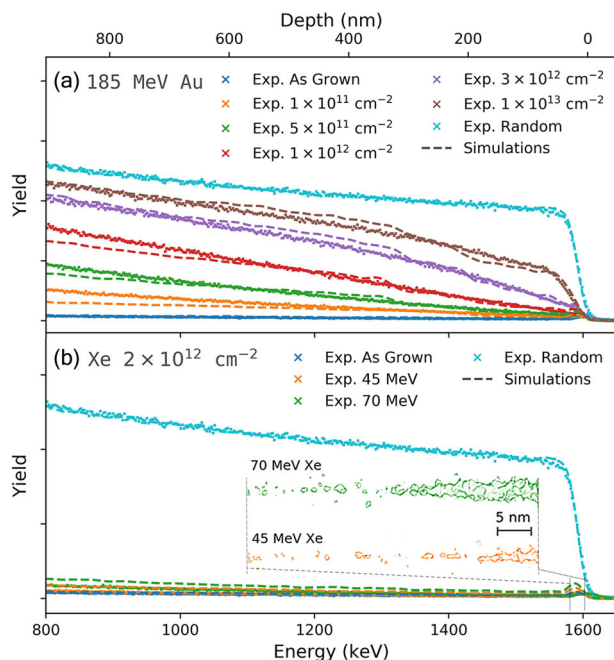 Depth (nm)
800 600 400 200 0
(a) 185 MeV Au
× Exp. As Grown
× Exp. 1 × 10¹¹ cm⁻²
× Exp. 5 × 10¹¹ cm⁻²
× Exp. 1 × 10¹² cm⁻²
× Exp. 3 × 10¹² cm⁻²
× Exp. 1 × 10¹³ cm⁻²
× Exp. Random
Simulations
Yield
(b) Xe 2 × 10¹² cm⁻²
× Exp. As Grown
× Exp. 45 MeV
× Exp. 70 MeV
× Exp. Random
Simulations
70 MeV Xe
5 nm
45 MeV Xe
Yield
800 1000 1200 1400 1600
Energy (keV)